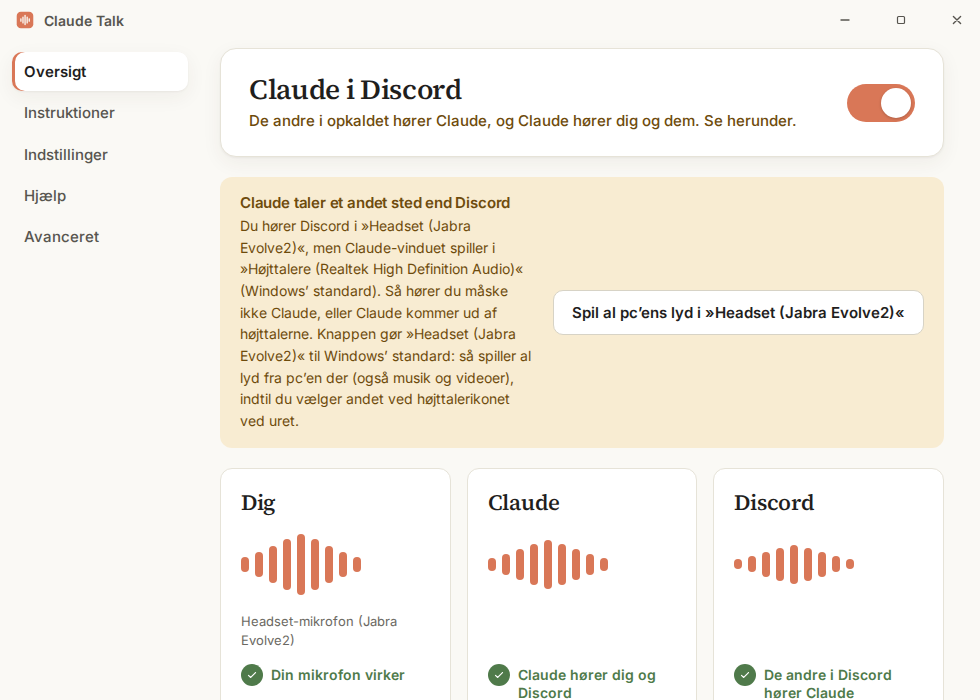 Claude Talk
Oversigt
Instruktioner
Indstillinger
Hjælp
Avanceret
Claude i Discord
De andre i opkaldet hører Claude, og Claude hører dig og dem. Se herunder.
Claude taler et andet sted end Discord
Du hører Discord i »Headset (Jabra
Evolve2)«, men Claude-vinduet spiller i
»Højttalere (Realtek High Definition Audio)«
(Windows’ standard). Så hører du måske
ikke Claude, eller Claude kommer ud af
højttalerne. Knappen gør »Headset (Jabra
Evolve2)« til Windows’ standard: så spiller al
lyd fra pc’en der (også musik og videoer),
indtil du vælger andet ved højttalerikonet
ved uret.
Spil al pc’ens lyd i »Headset (Jabra Evolve2)«
Dig
Headset-mikrofon (Jabra
Evolve2)
Din mikrofon virker
Claude
Claude hører dig og
Discord
Discord
De andre i Discord
hører Claude